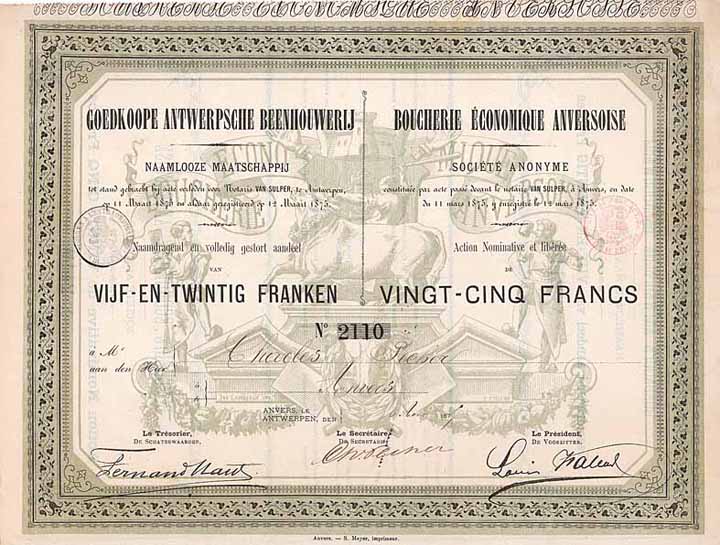 GOEDKOOPE ANTWERPSCHE BEENHOUWERIJ
NAAMLOOZE MAATSCHAPPIJ
tot stand gebracht bij acte verleden voor Notaris VAN SULPER, te Antwerpen,
op 11 Maart 1875 en aldaar geregistreerd op 12 Maart 1875.
Naamdragend en volledig gestort aandeel
VAN
VIJF-EN-TWINTIG FRANKEN
BOUCHERIE ÉCONOMIQUE ANVERSOISE
SOCIÉTÉ ANONYME
constituée par acte passé devant le notaire VAN SULPER, à Anvers, en date
du 11 mars 1875, y enregistré le 12 mars 1875.
Action Nominative et libérée
DE
VINGT-CINQ FRANCS
No 2110
à Mr Charles
aan den Heer
à Anvers
ANVERS, LE
ANTWERPEN, DEN 187
Le Trésorier,
DE SCHATBEWAARDER,
Le Secrétaire,
DE SECRETARIS,
Le Président,
DE VOORZITTER,
Anvers. — S. Mayer, imprimeur.